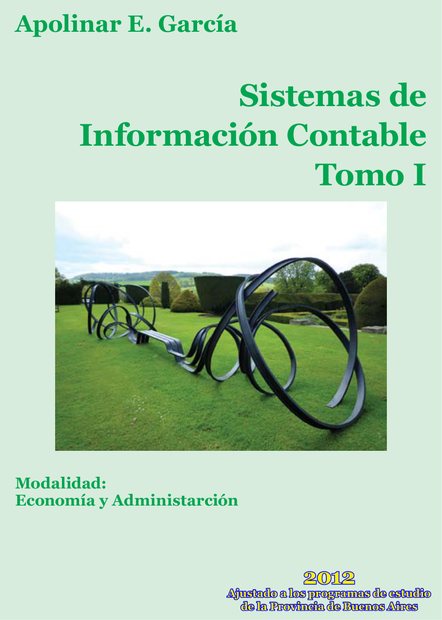 Apolinar E. García
Sistemas de
Información Contable
Tomo I
Modalidad:
Economía y Administarción
2012
Ajustado a los programas de estudio
de la Provincia de Buenos Aires